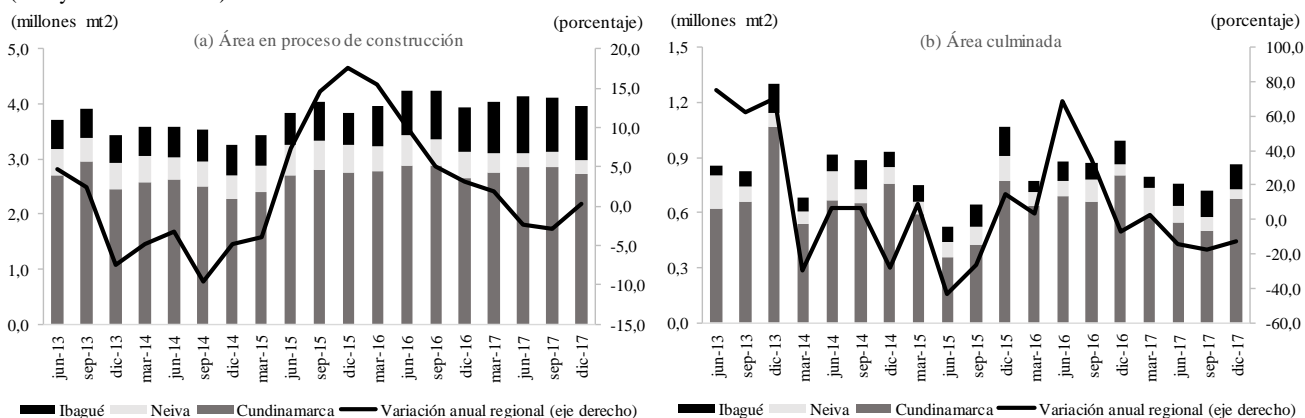 (millones mt2) (porcentaje)
(a) Área en proceso de construcción
5,0
4,0
3,0
2,0
1,0
0,0
20,0
15,0
10,0
5,0
0,0
-5,0
-10,0
-15,0
jun-13
sep-13
dic-13
mar-14
jun-14
sep-14
dic-14
mar-15
jun-15
sep-15
dic-15
mar-16
jun-16
sep-16
dic-16
mar-17
jun-17
sep-17
dic-17
Ibagué Neiva Cundinamarca Variación anual regional (eje derecho)
(millones mt2) (porcentaje)
(b) Área culminada
1,5
1,2
0,9
0,6
0,3
0,0
100,0
80,0
60,0
40,0
20,0
0,0
-20,0
-40,0
-60,0
jun-13
sep-13
dic-13
mar-14
jun-14
sep-14
dic-14
mar-15
jun-15
sep-15
dic-15
mar-16
jun-16
sep-16
dic-16
mar-17
jun-17
sep-17
dic-17
Ibagué Neiva Cundinamarca Variación anual regional (eje derecho)